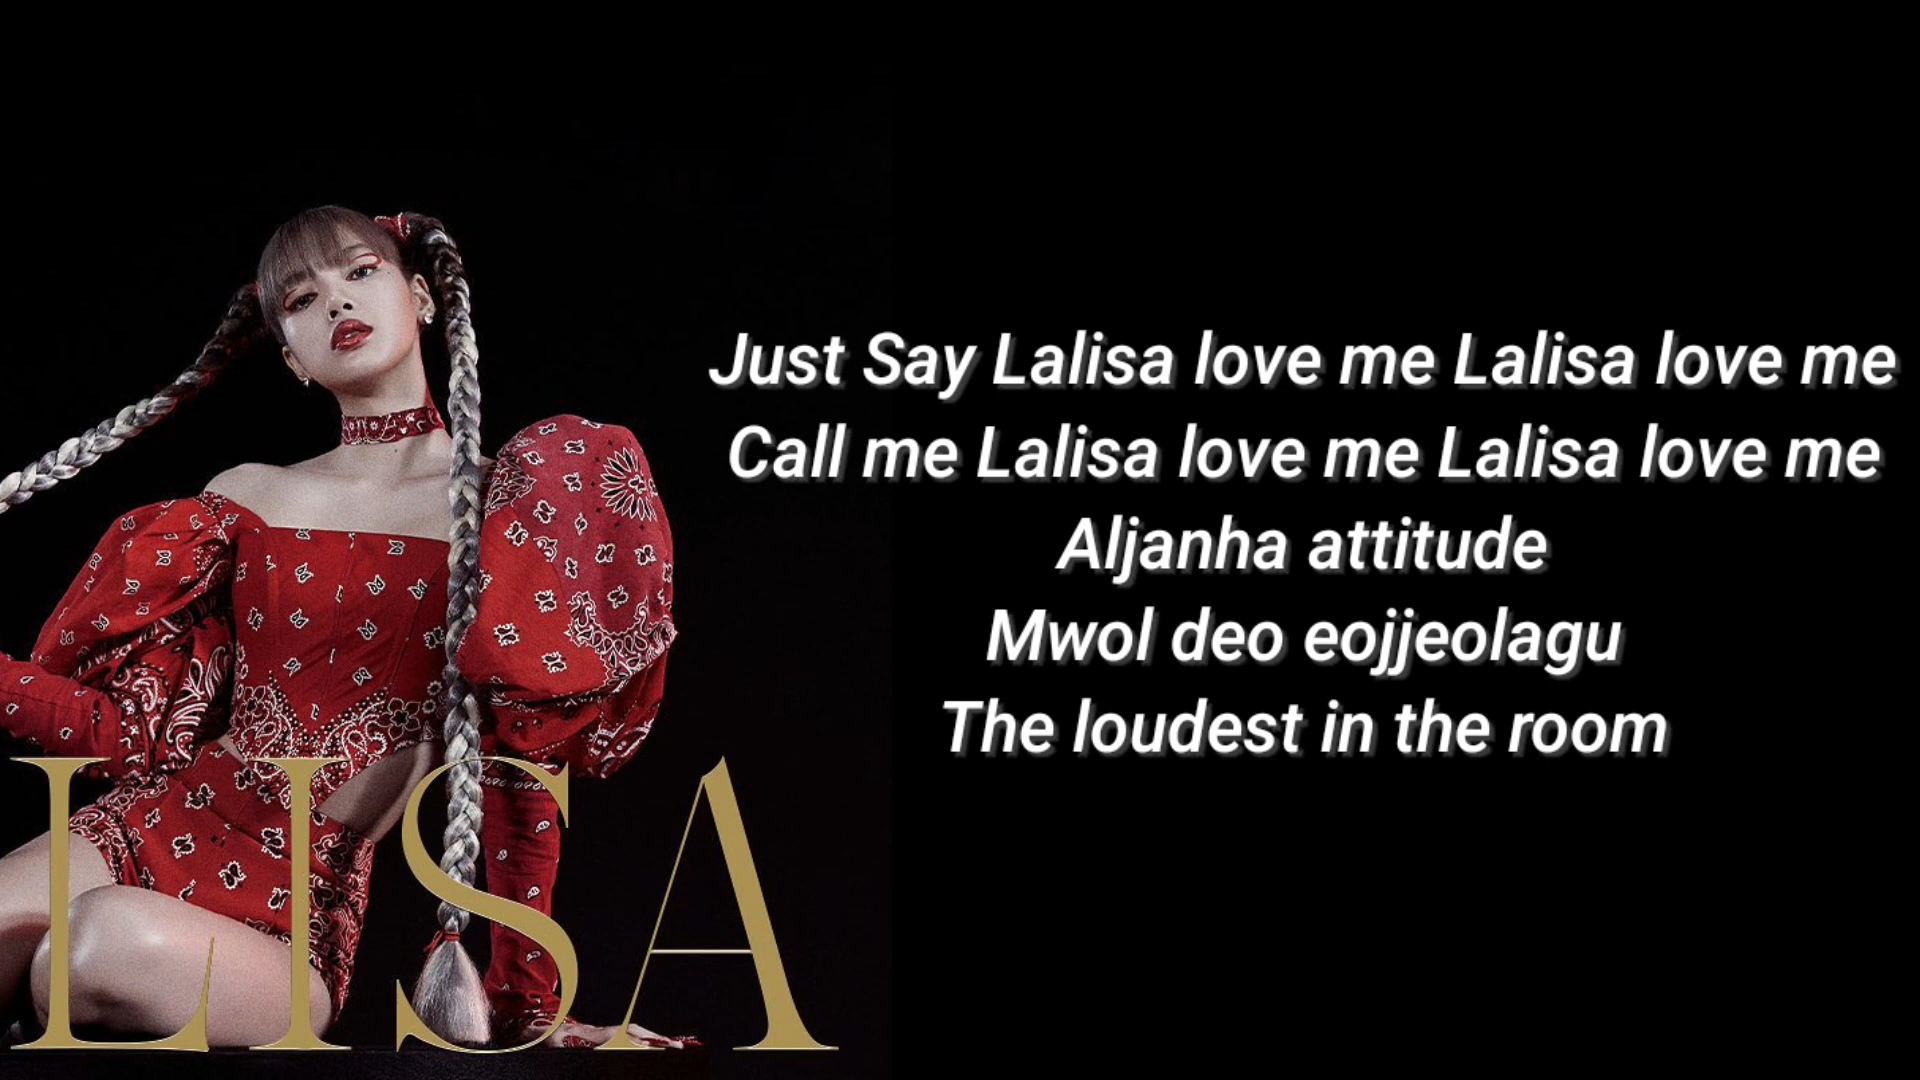 Just Say Lalisa love me Lalisa love me
Call me Lalisa love me Lalisa love me
Aljanha attitude
Mwol deo eojjeolagu
The loudest in the room
LISA